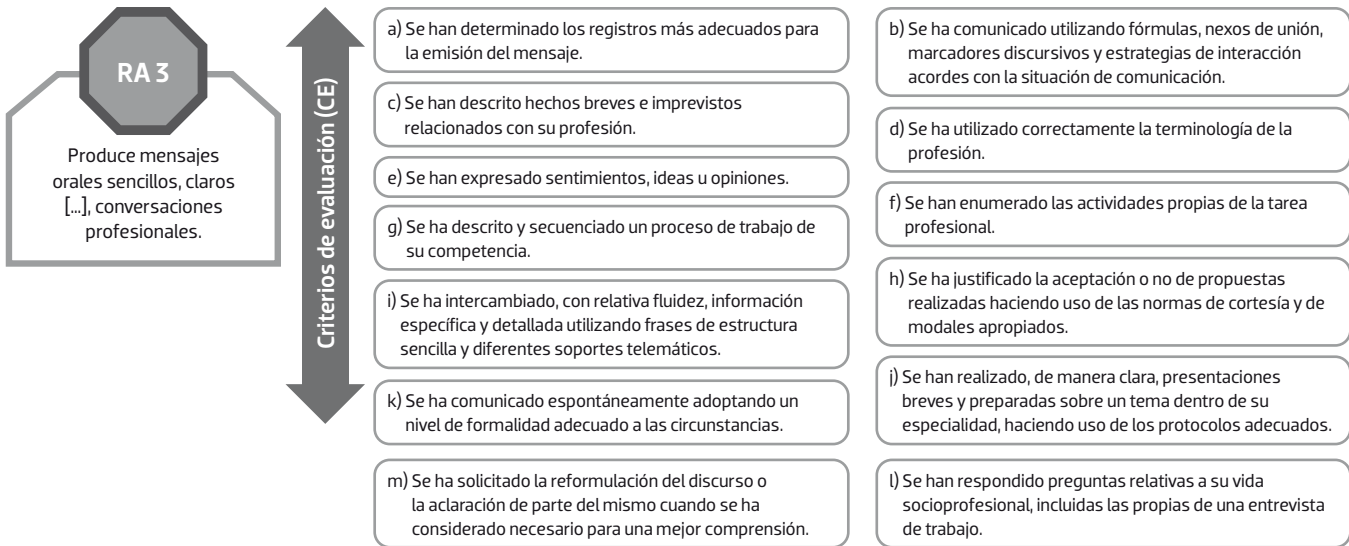 RA 3
Produce mensajes
orales sencillos, claros
[...], conversaciones
profesionales.
Criterios de evaluación (CE)
a) Se han determinado los registros más adecuados para
la emisión del mensaje.
b) Se ha comunicado utilizando fórmulas, nexos de unión,
marcadores discursivos y estrategias de interacción
acordes con la situación de comunicación.
c) Se han descrito hechos breves e imprevistos
relacionados con su profesión.
d) Se ha utilizado correctamente la terminología de la
profesión.
e) Se han expresado sentimientos, ideas u opiniones.
f) Se han enumerado las actividades propias de la tarea
profesional.
g) Se ha descrito y secuenciado un proceso de trabajo de
su competencia.
h) Se ha justificado la aceptación o no de propuestas
realizadas haciendo uso de las normas de cortesía y de
modales apropiados.
i) Se ha intercambiado, con relativa fluidez, información
específica y detallada utilizando frases de estructura
sencilla y diferentes soportes telemáticos.
j) Se han realizado, de manera clara, presentaciones
breves y preparadas sobre un tema dentro de su
especialidad, haciendo uso de los protocolos adecuados.
k) Se ha comunicado espontáneamente adoptando un
nivel de formalidad adecuado a las circunstancias.
l) Se han respondido preguntas relativas a su vida
socioprofesional, incluidas las propias de una entrevista
de trabajo.
m) Se ha solicitado la reformulación del discurso o
la aclaración de parte del mismo cuando se ha
considerado necesario para una mejor comprensión.